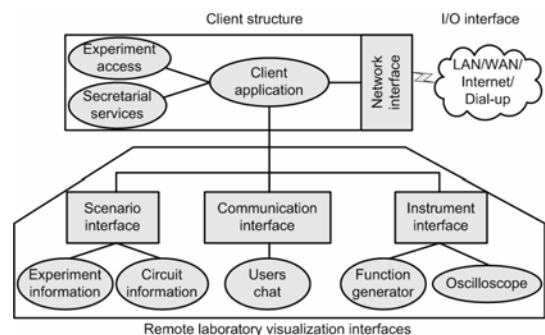 Client structure
I/O interface
Experiment
access
Secretarial
services
Client
application
Network
interface
LAN/WAN/
Internet/
Dial-up
Scenario
interface
Communication
interface
Instrument
interface
Experiment
information
Circuit
information
Users
chat
Function
generator
Oscilloscope
Remote laboratory visualization interfaces